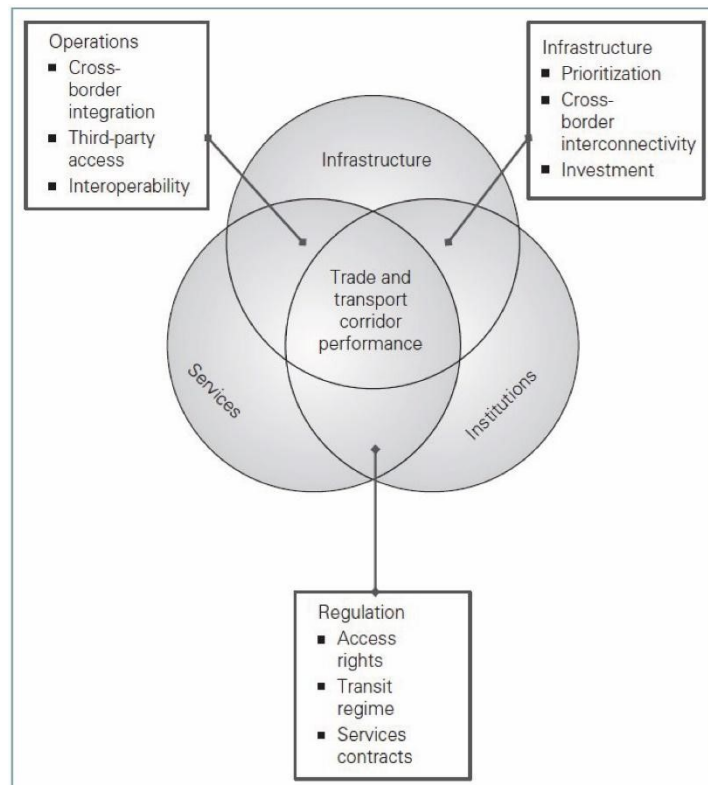 Operations
■ Cross-
border
integration
■ Third-party
access
■ Interoperability
Infrastructure
■ Prioritization
■ Cross-
border
interconnectivity
■ Investment
Infrastructure
Trade and
transport
corridor
performance
Services
Institutions
Regulation
■ Access
rights
■ Transit
regime
■ Services
contracts